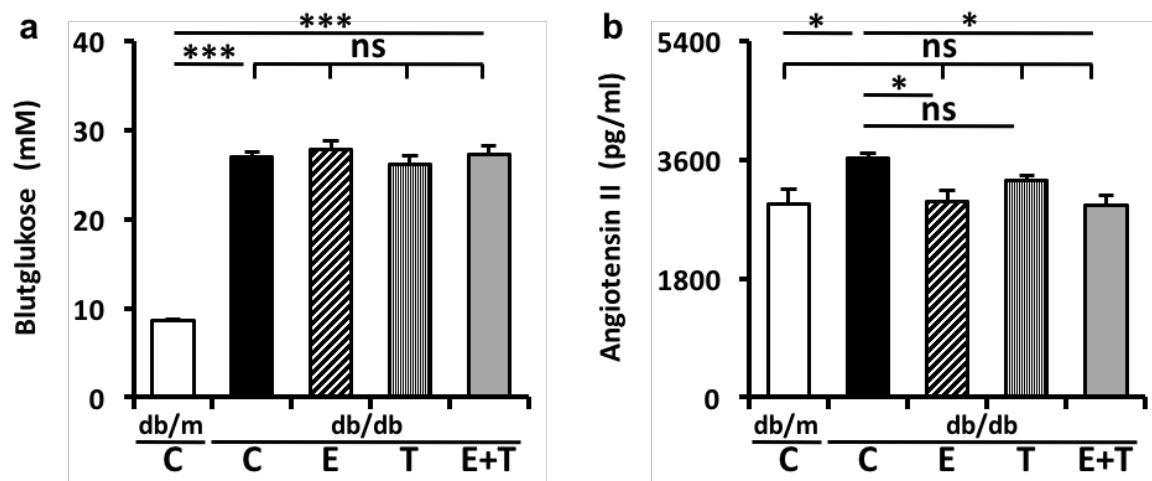 a
***
***
ns
40
30
20
10
0
Blutglukose (mM)
db/m
db/db
C
C
E
T
E+T
b
*
*
ns
*
ns
5400
3600
1800
0
Angiotensin II (pg/ml)
db/m
db/db
C
C
E
T
E+T